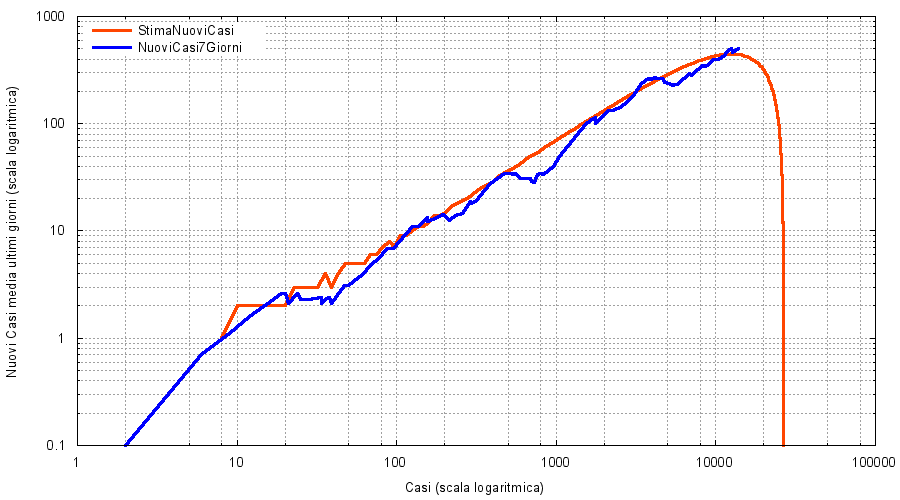 1000
StimaNuoviCasi
NuoviCasi7Giorni
100
10
1
0.1
Nuovi Casi media ultimi giorni (scala logaritmica)
1 10 100 1000 10000 100000
Casi (scala logaritmica)